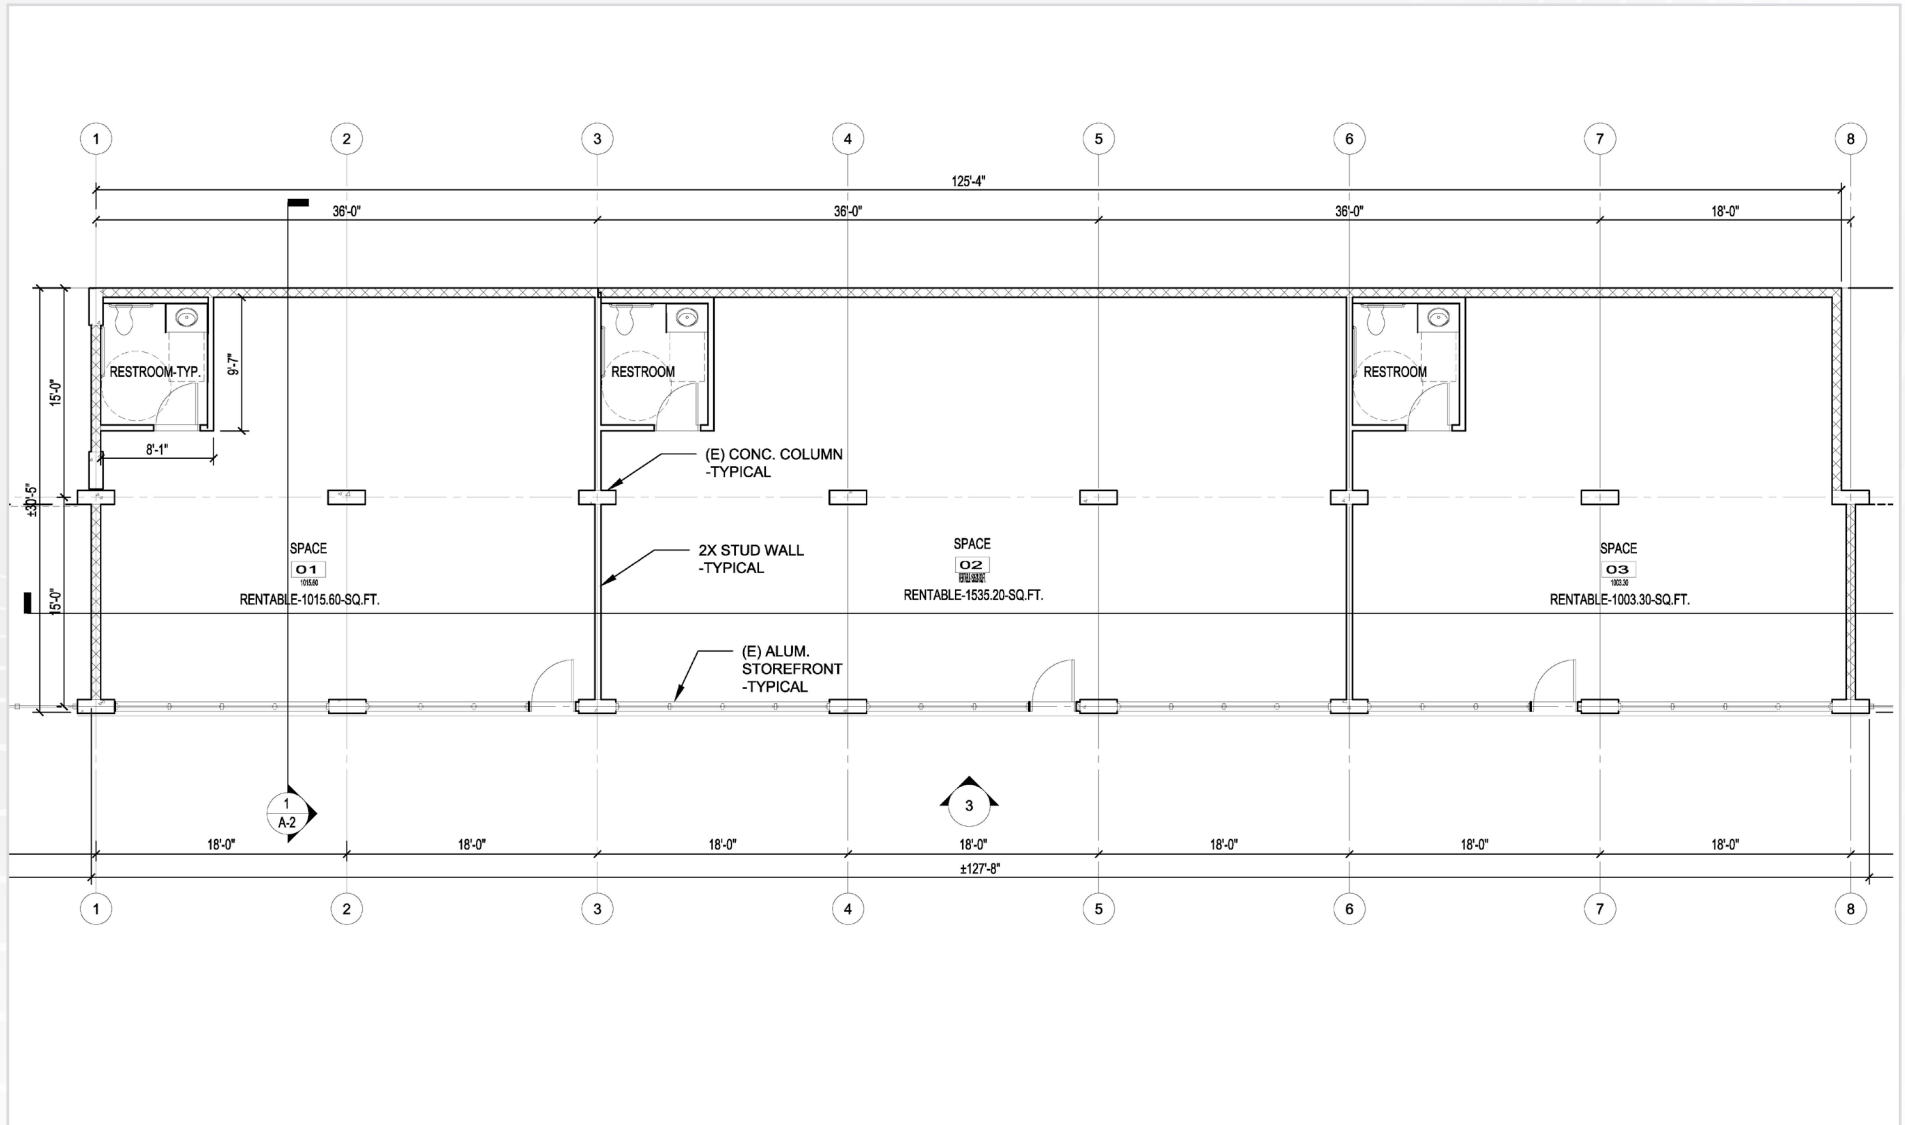 1 2 3 4 5 6 7 8
125'-4"
36'-0" 36'-0" 36'-0" 18'-0"
RESTROOM-TYP.
9'-7"
RESTROOM
RESTROOM
15'-0"
8'-1"
±30'-5"
(E) CONC. COLUMN
-TYPICAL
SPACE
01
1015.60
RENTABLE-1015.60-SQ.FT.
2X STUD WALL
-TYPICAL
SPACE
02
RENTABLE-1535.20-SQ.FT.
SPACE
03
1003.30
RENTABLE-1003.30-SQ.FT.
15'-0"
(E) ALUM.
STOREFRONT
-TYPICAL
1
A-2
3
18'-0" 18'-0" 18'-0" 18'-0" 18'-0" 18'-0" 18'-0"
±127'-8"
1 2 3 4 5 6 7 8